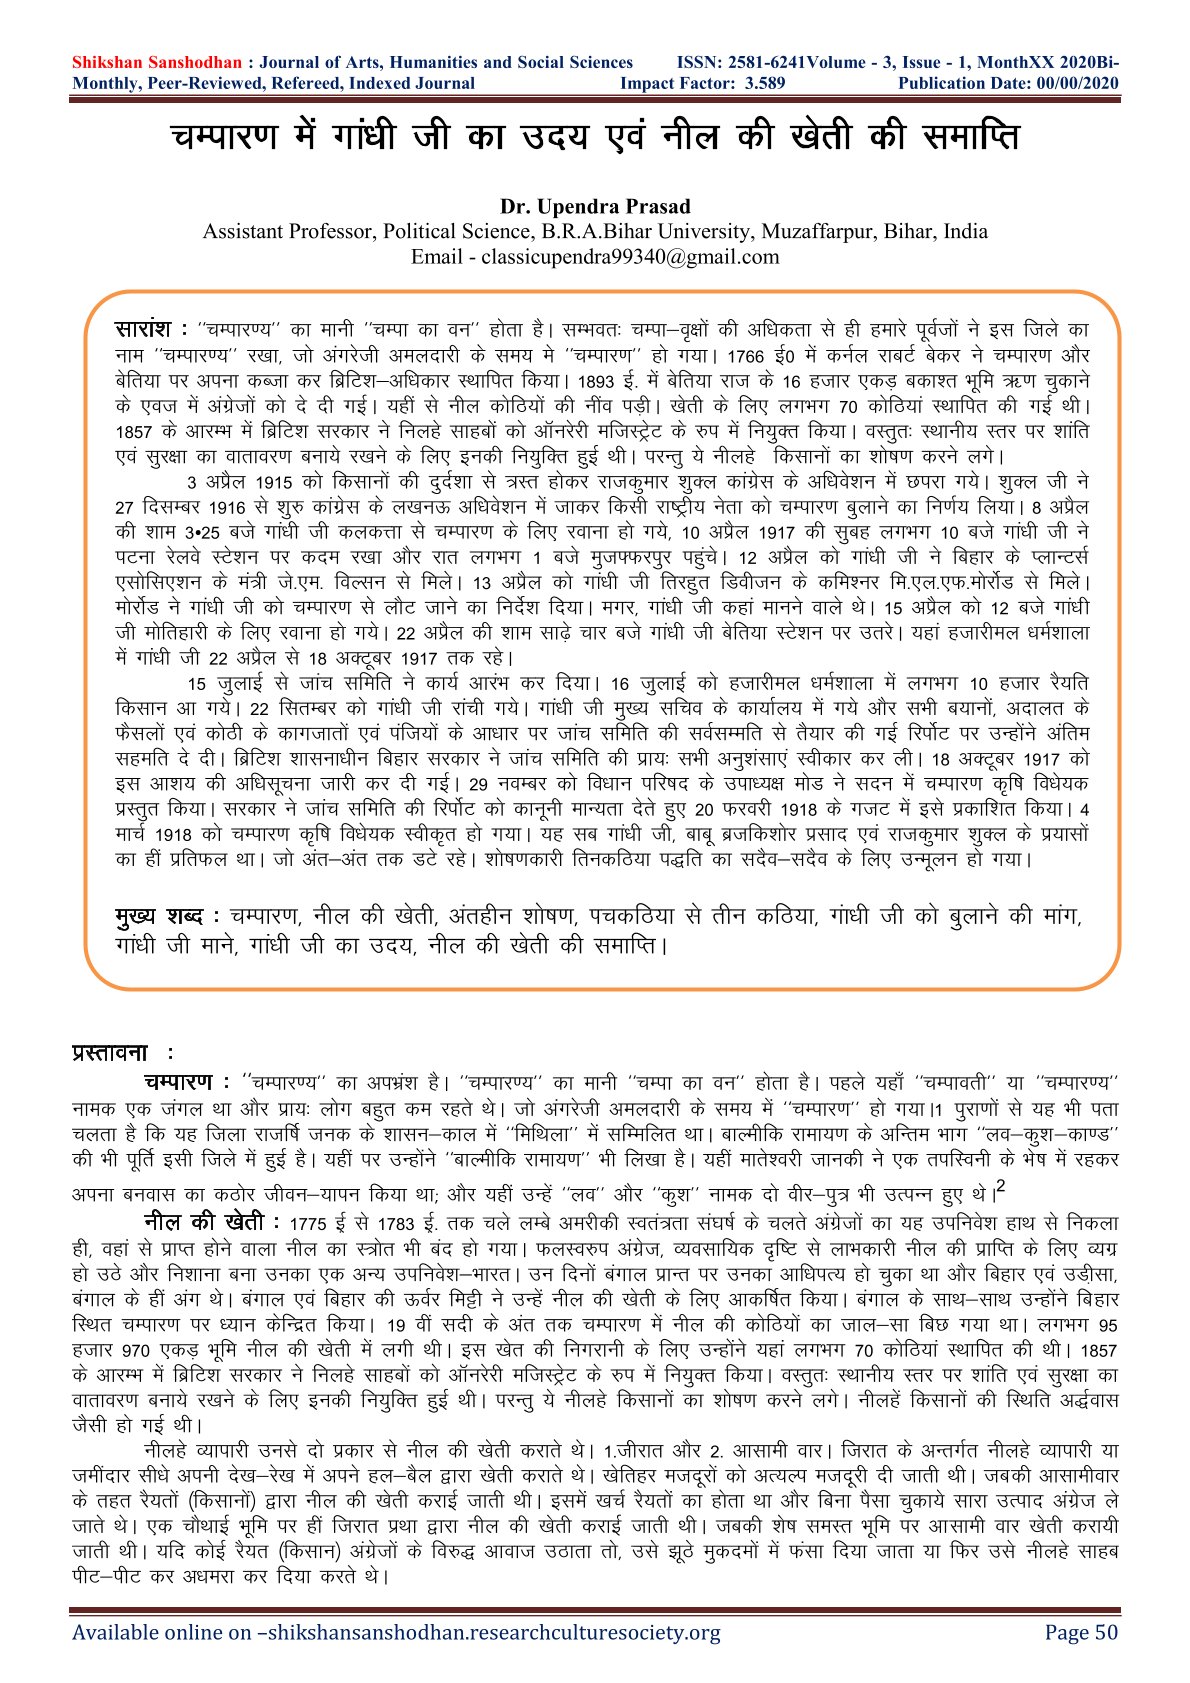 Shikshan Sanshodhan : Journal of Arts, Humanities and Social Sciences ISSN: 2581-6241Volume - 3, Issue - 1, MonthXX 2020Bi-
Monthly, Peer-Reviewed, Refereed, Indexed Journal Impact Factor: 3.589 Publication Date: 00/00/2020
चम्पारण में गांधी जी का उदय एवं नील की खेती की समाप्ति
Dr. Upendra Prasad
Assistant Professor, Political Science, B.R.A.Bihar University, Muzaffarpur, Bihar, India
Email - classicupendra99340@gmail.com
सारांश : ''चम्पारण्य'' का मानी ''चम्पा का वन'' होता है। सम्भवतः चम्पा–वृक्षों की अधिकता से ही हमारे पूर्वजों ने इस जिले का
नाम ''चम्पारण्य'' रखा, जो अंगरेजी अमलदारी के समय मे ''चम्पारण'' हो गया। 1766 ई0 में कर्नल राबर्ट बेकर ने चम्पारण और
बेतिया पर अपना कब्जा कर ब्रिटिश–अधिकार स्थापित किया। 1893 ई. में बेतिया राज के 16 हजार एकड़ बकाश्त भूमि ऋण चुकाने
के एवज में अंग्रेजों को दे दी गई। यहीं से नील कोठियों की नींव पड़ी। खेती के लिए लगभग 70 कोठियां स्थापित की गई थी।
1857 के आरम्भ में ब्रिटिश सरकार ने निलहे साहबों को ऑनरेरी मजिस्ट्रेट के रुप में नियुक्त किया। वस्तुतः स्थानीय स्तर पर शांति
एवं सुरक्षा का वातावरण बनाये रखने के लिए इनकी नियुक्ति हुई थी। परन्तु ये नीलहे किसानों का शोषण करने लगे।
3 अप्रैल 1915 को किसानों की दुर्दशा से त्रस्त होकर राजकुमार शुक्ल कांग्रेस के अधिवेशन में छपरा गये। शुक्ल जी ने
27 दिसम्बर 1916 से शुरु कांग्रेस के लखनऊ अधिवेशन में जाकर किसी राष्ट्रीय नेता को चम्पारण बुलाने का निर्णय लिया। 8 अप्रैल
की शाम 3•25 बजे गांधी जी कलकत्ता से चम्पारण के लिए रवाना हो गये, 10 अप्रैल 1917 की सुबह लगभग 10 बजे गांधी जी ने
पटना रेलवे स्टेशन पर कदम रखा और रात लगभग 1 बजे मुजफ्फरपुर पहुंचे। 12 अप्रैल को गांधी जी ने बिहार के प्लान्टर्स
एसोसिएशन के मंत्री जे.एम. विल्सन से मिले। 13 अप्रैल को गांधी जी तिरहुत डिवीजन के कमिश्नर मि.एल.एफ.मोर्रोड से मिले।
मोर्रोड ने गांधी जी को चम्पारण से लौट जाने का निर्देश दिया। मगर, गांधी जी कहां मानने वाले थे। 15 अप्रैल को 12 बजे गांधी
जी मोतिहारी के लिए रवाना हो गये। 22 अप्रैल की शाम साढ़े चार बजे गांधी जी बेतिया स्टेशन पर उतरे। यहां हजारीमल धर्मशाला
में गांधी जी 22 अप्रैल से 18 अक्टूबर 1917 तक रहे।
15 जुलाई से जांच समिति ने कार्य आरंभ कर दिया। 16 जुलाई को हजारीमल धर्मशाला में लगभग 10 हजार रैयति
किसान आ गये। 22 सितम्बर को गांधी जी रांची गये। गांधी जी मुख्य सचिव के कार्यालय में गये और सभी बयानों, अदालत के
फैसलों एवं कोठी के कागजातों एवं पंजियों के आधार पर जांच समिति की सर्वसम्मति से तैयार की गई रिर्पोट पर उन्होंने अंतिम
सहमति दे दी। ब्रिटिश शासनाधीन बिहार सरकार ने जांच समिति की प्रायः सभी अनुशंसाएं स्वीकार कर ली। 18 अक्टूबर 1917 को
इस आशय की अधिसूचना जारी कर दी गई। 29 नवम्बर को विधान परिषद के उपाध्यक्ष मोड ने सदन में चम्पारण कृषि विधेयक
प्रस्तुत किया। सरकार ने जांच समिति की रिर्पोट को कानूनी मान्यता देते हुए 20 फरवरी 1918 के गजट में इसे प्रकाशित किया। 4
मार्च 1918 को चम्पारण कृषि विधेयक स्वीकृत हो गया। यह सब गांधी जी, बाबू ब्रजकिशोर प्रसाद एवं राजकुमार शुक्ल के प्रयासों
का हीं प्रतिफल था। जो अंत–अंत तक डटे रहे। शोषणकारी तिनकठिया पद्धति का सदैव–सदैव के लिए उन्मूलन हो गया।
मुख्य शब्द : चम्पारण, नील की खेती, अंतहीन शोषण, पचकठिया से तीन कठिया, गांधी जी को बुलाने की मांग,
गांधी जी माने, गांधी जी का उदय, नील की खेती की समाप्ति।
प्रस्तावना :
चम्पारण : ''चम्पारण्य'' का अपभ्रंश है। ''चम्पारण्य'' का मानी ''चम्पा का वन'' होता है। पहले यहाँ ''चम्पावती'' या ''चम्पारण्य''
नामक एक जंगल था और प्रायः लोग बहुत कम रहते थे। जो अंगरेजी अमलदारी के समय में ''चम्पारण'' हो गया।1 पुराणों से यह भी पता
चलता है कि यह जिला राजर्षि जनक के शासन–काल में ''मिथिला'' में सम्मिलित था। बाल्मीकि रामायण के अन्तिम भाग ''लव–कुश–काण्ड''
की भी पूर्ति इसी जिले में हुई है। यहीं पर उन्होंने ''बाल्मीकि रामायण'' भी लिखा है। यहीं मातेश्वरी जानकी ने एक तपस्विनी के भेष में रहकर
अपना बनवास का कठोर जीवन–यापन किया था; और यहीं उन्हें ''लव'' और ''कुश'' नामक दो वीर–पुत्र भी उत्पन्न हुए थे।2
नील की खेती : 1775 ई्र से 1783 ई्र. तक चले लम्बे अमरीकी स्वतंत्रता संघर्ष के चलते अंग्रेजों का यह उपनिवेश हाथ से निकला
ही, वहां से प्राप्त होने वाला नील का स्त्रोत भी बंद हो गया। फलस्वरुप अंग्रेज, व्यवसायिक दृष्टि से लाभकारी नील की प्राप्ति के लिए व्यग्र
हो उठे और निशाना बना उनका एक अन्य उपनिवेश–भारत। उन दिनों बंगाल प्रान्त पर उनका आधिपत्य हो चुका था और बिहार एवं उड़ीसा,
बंगाल के हीं अंग थे। बंगाल एवं बिहार की ऊर्वर मिट्टी ने उन्हें नील की खेती के लिए आकर्षित किया। बंगाल के साथ–साथ उन्होंने बिहार
स्थित चम्पारण पर ध्यान केन्द्रित किया। 19 वीं सदी के अंत तक चम्पारण में नील की कोठियों का जाल–सा बिछ गया था। लगभग 95
हजार 970 एकड़ भूमि नील की खेती में लगी थी। इस खेत की निगरानी के लिए उन्होंने यहां लगभग 70 कोठियां स्थापित की थी। 1857
के आरम्भ में ब्रिटिश सरकार ने निलहे साहबों को ऑनरेरी मजिस्ट्रेट के रुप में नियुक्त किया। वस्तुतः स्थानीय स्तर पर शांति एवं सुरक्षा का
वातावरण बनाये रखने के लिए इनकी नियुक्ति हुई थी। परन्तु ये नीलहे किसानों का शोषण करने लगे। नीलहें किसानों की स्थिति अर्द्धवास
जैसी हो गई थी।
नीलहे व्यापारी उनसे दो प्रकार से नील की खेती कराते थे। 1.जीरात और 2. आसामी वार। जिरात के अन्तर्गत नीलहे व्यापारी या
जमींदार सीधे अपनी देख–रेख में अपने हल–बैल द्वारा खेती कराते थे। खेतिहर मजदूरों को अत्यल्प मजदूरी दी जाती थी। जबकी आसामीवार
के तहत रैयतों (किसानों) द्वारा नील की खेती कराई जाती थी। इसमें खर्च रैयतों का होता था और बिना पैसा चुकाये सारा उत्पाद अंग्रेज ले
जाते थे। एक चौथाई भूमि पर हीं जिरात प्रथा द्वारा नील की खेती कराई जाती थी। जबकी शेष समस्त भूमि पर आसामी वार खेती करायी
जाती थी। यदि कोई रैयत (किसान) अंग्रेजों के विरुद्ध आवाज उठाता तो, उसे झूठे मुकदमों में फंसा दिया जाता या फिर उसे नीलहे साहब
पीट–पीट कर अधमरा कर दिया करते थे।
Available online on –shikshansanshodhan.researchculturesociety.org Page 50